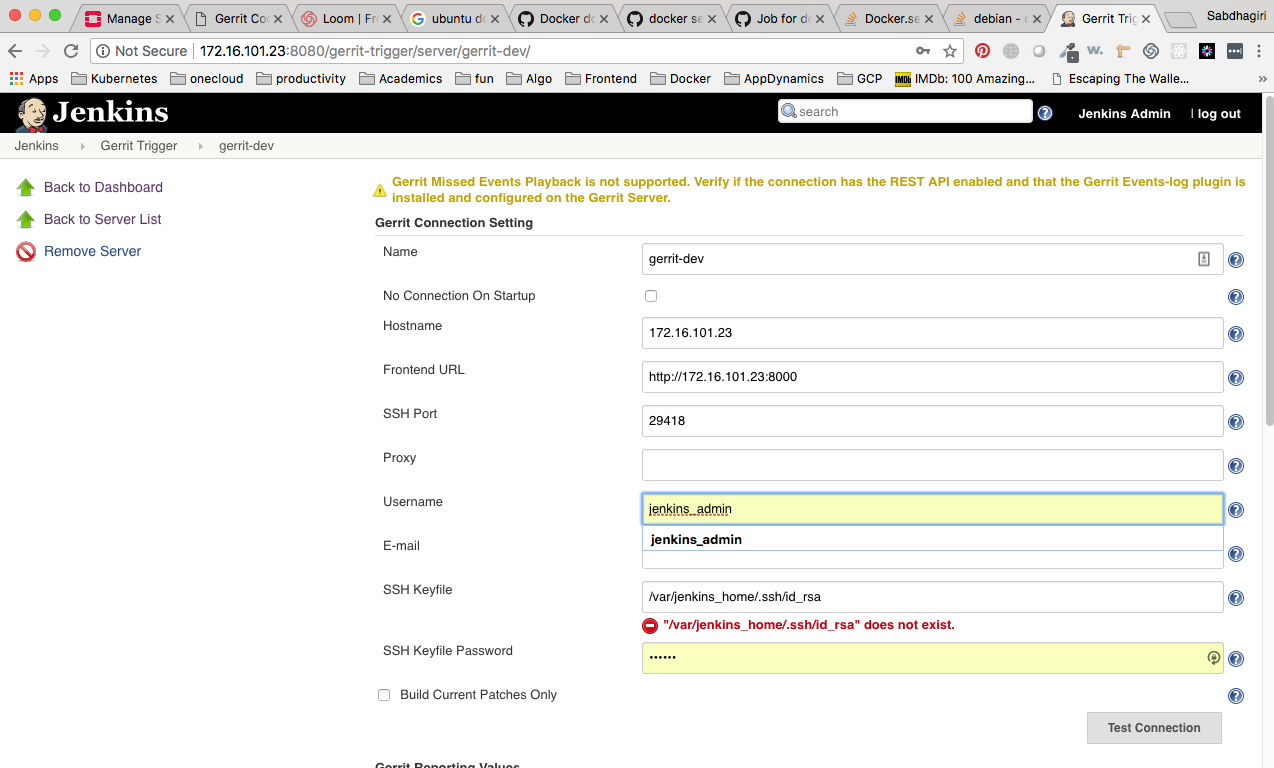 Manage S
Gerrit Co
Loom | Fr
ubuntu do
Docker do
docker se
Job for do
Docker.se
debian - 
Gerrit Trig
Sabdhagiri
Not Secure
172.16.101.23:8080/gerrit-trigger/server/gerrit-dev/
Apps Kubernetes onecloud productivity Academics fun Algo Frontend Docker AppDynamics GCP IMDb IMDb: 100 Amazing... Escaping The Walle... »
Jenkins
search
Jenkins Admin | log out
Jenkins Gerrit Trigger gerrit-dev
Back to Dashboard
Back to Server List
Remove Server
Gerrit Missed Events Playback is not supported. Verify if the connection has the REST API enabled and that the Gerrit Events-log plugin is
installed and configured on the Gerrit Server.
Gerrit Connection Setting
Name
gerrit-dev
No Connection On Startup
Hostname
172.16.101.23
Frontend URL
http://172.16.101.23:8000
SSH Port
29418
Proxy
Username
jenkins_admin
jenkins_admin
E-mail
SSH Keyfile
/var/jenkins_home/.ssh/id_rsa
"/var/jenkins_home/.ssh/id_rsa" does not exist.
SSH Keyfile Password
••••••
Build Current Patches Only
Test Connection
Gerrit Reporting Values